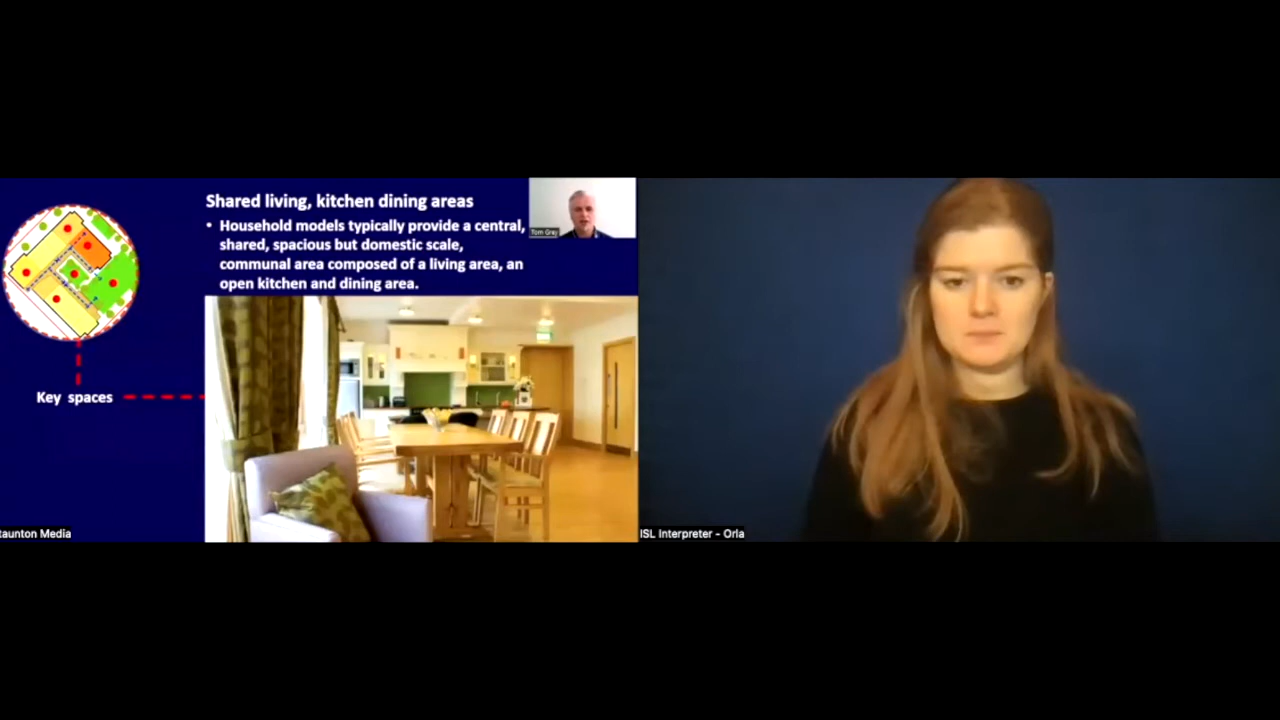 Shared living, kitchen dining areas
• Household models typically provide a central,
shared, spacious but domestic scale,
communal area composed of a living area, an
open kitchen and dining area.
Tom Grey
Key spaces
taunton Media
ISL Interpreter - Orla